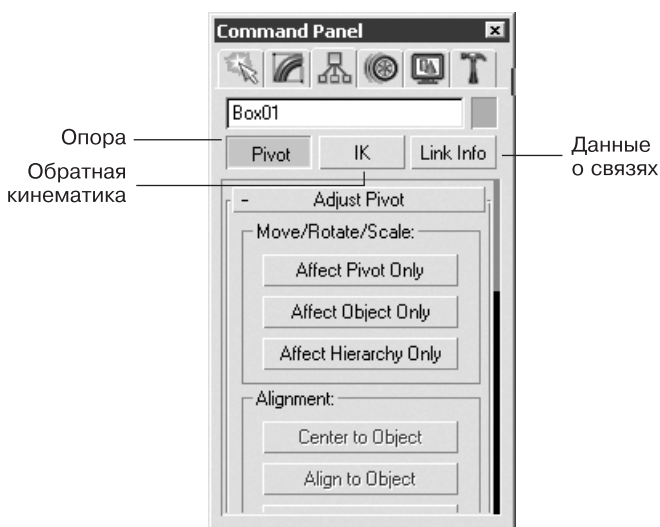 Command Panel
Box01
Опора
Pivot
IK
Link Info
Данные
о связях
Обратная
кинематика
- Adjust Pivot
Move/Rotate/Scale:
Affect Pivot Only
Affect Object Only
Affect Hierarchy Only
Alignment:
Center to Object
Align to Object